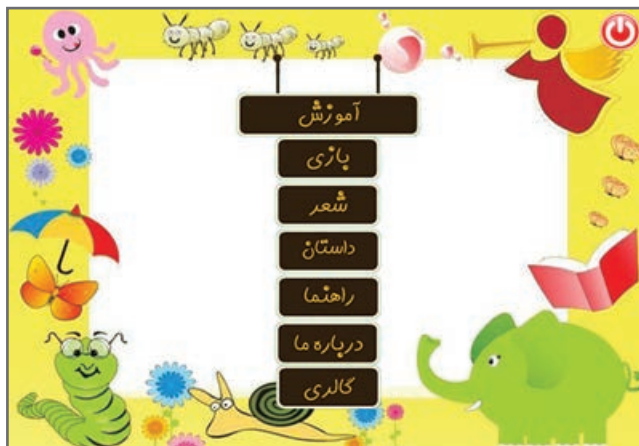 آموزش
بازی
شعر
داستان
راهنما
درباره ما
گالری